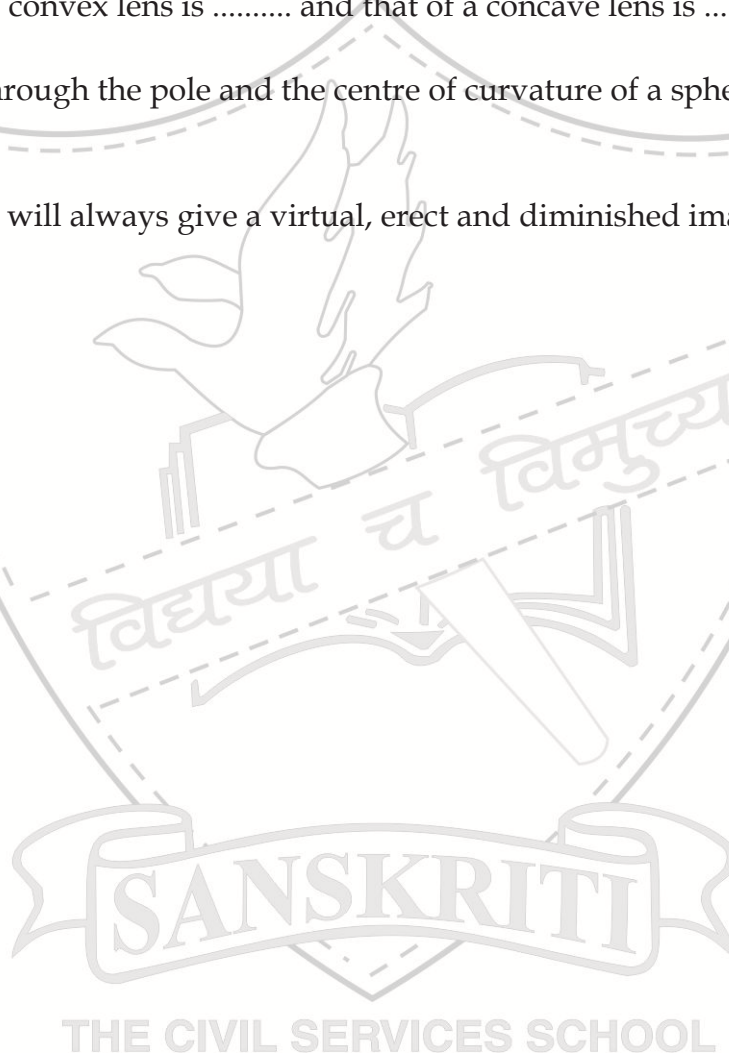 convex lens is .......... and that of a concave lens is ...
rough the pole and the centre of curvature of a sphe
will always give a virtual, erect and diminished ima
विद्यया च विमुच्य
SANSKRITI
THE CIVIL SERVICES SCHOOL